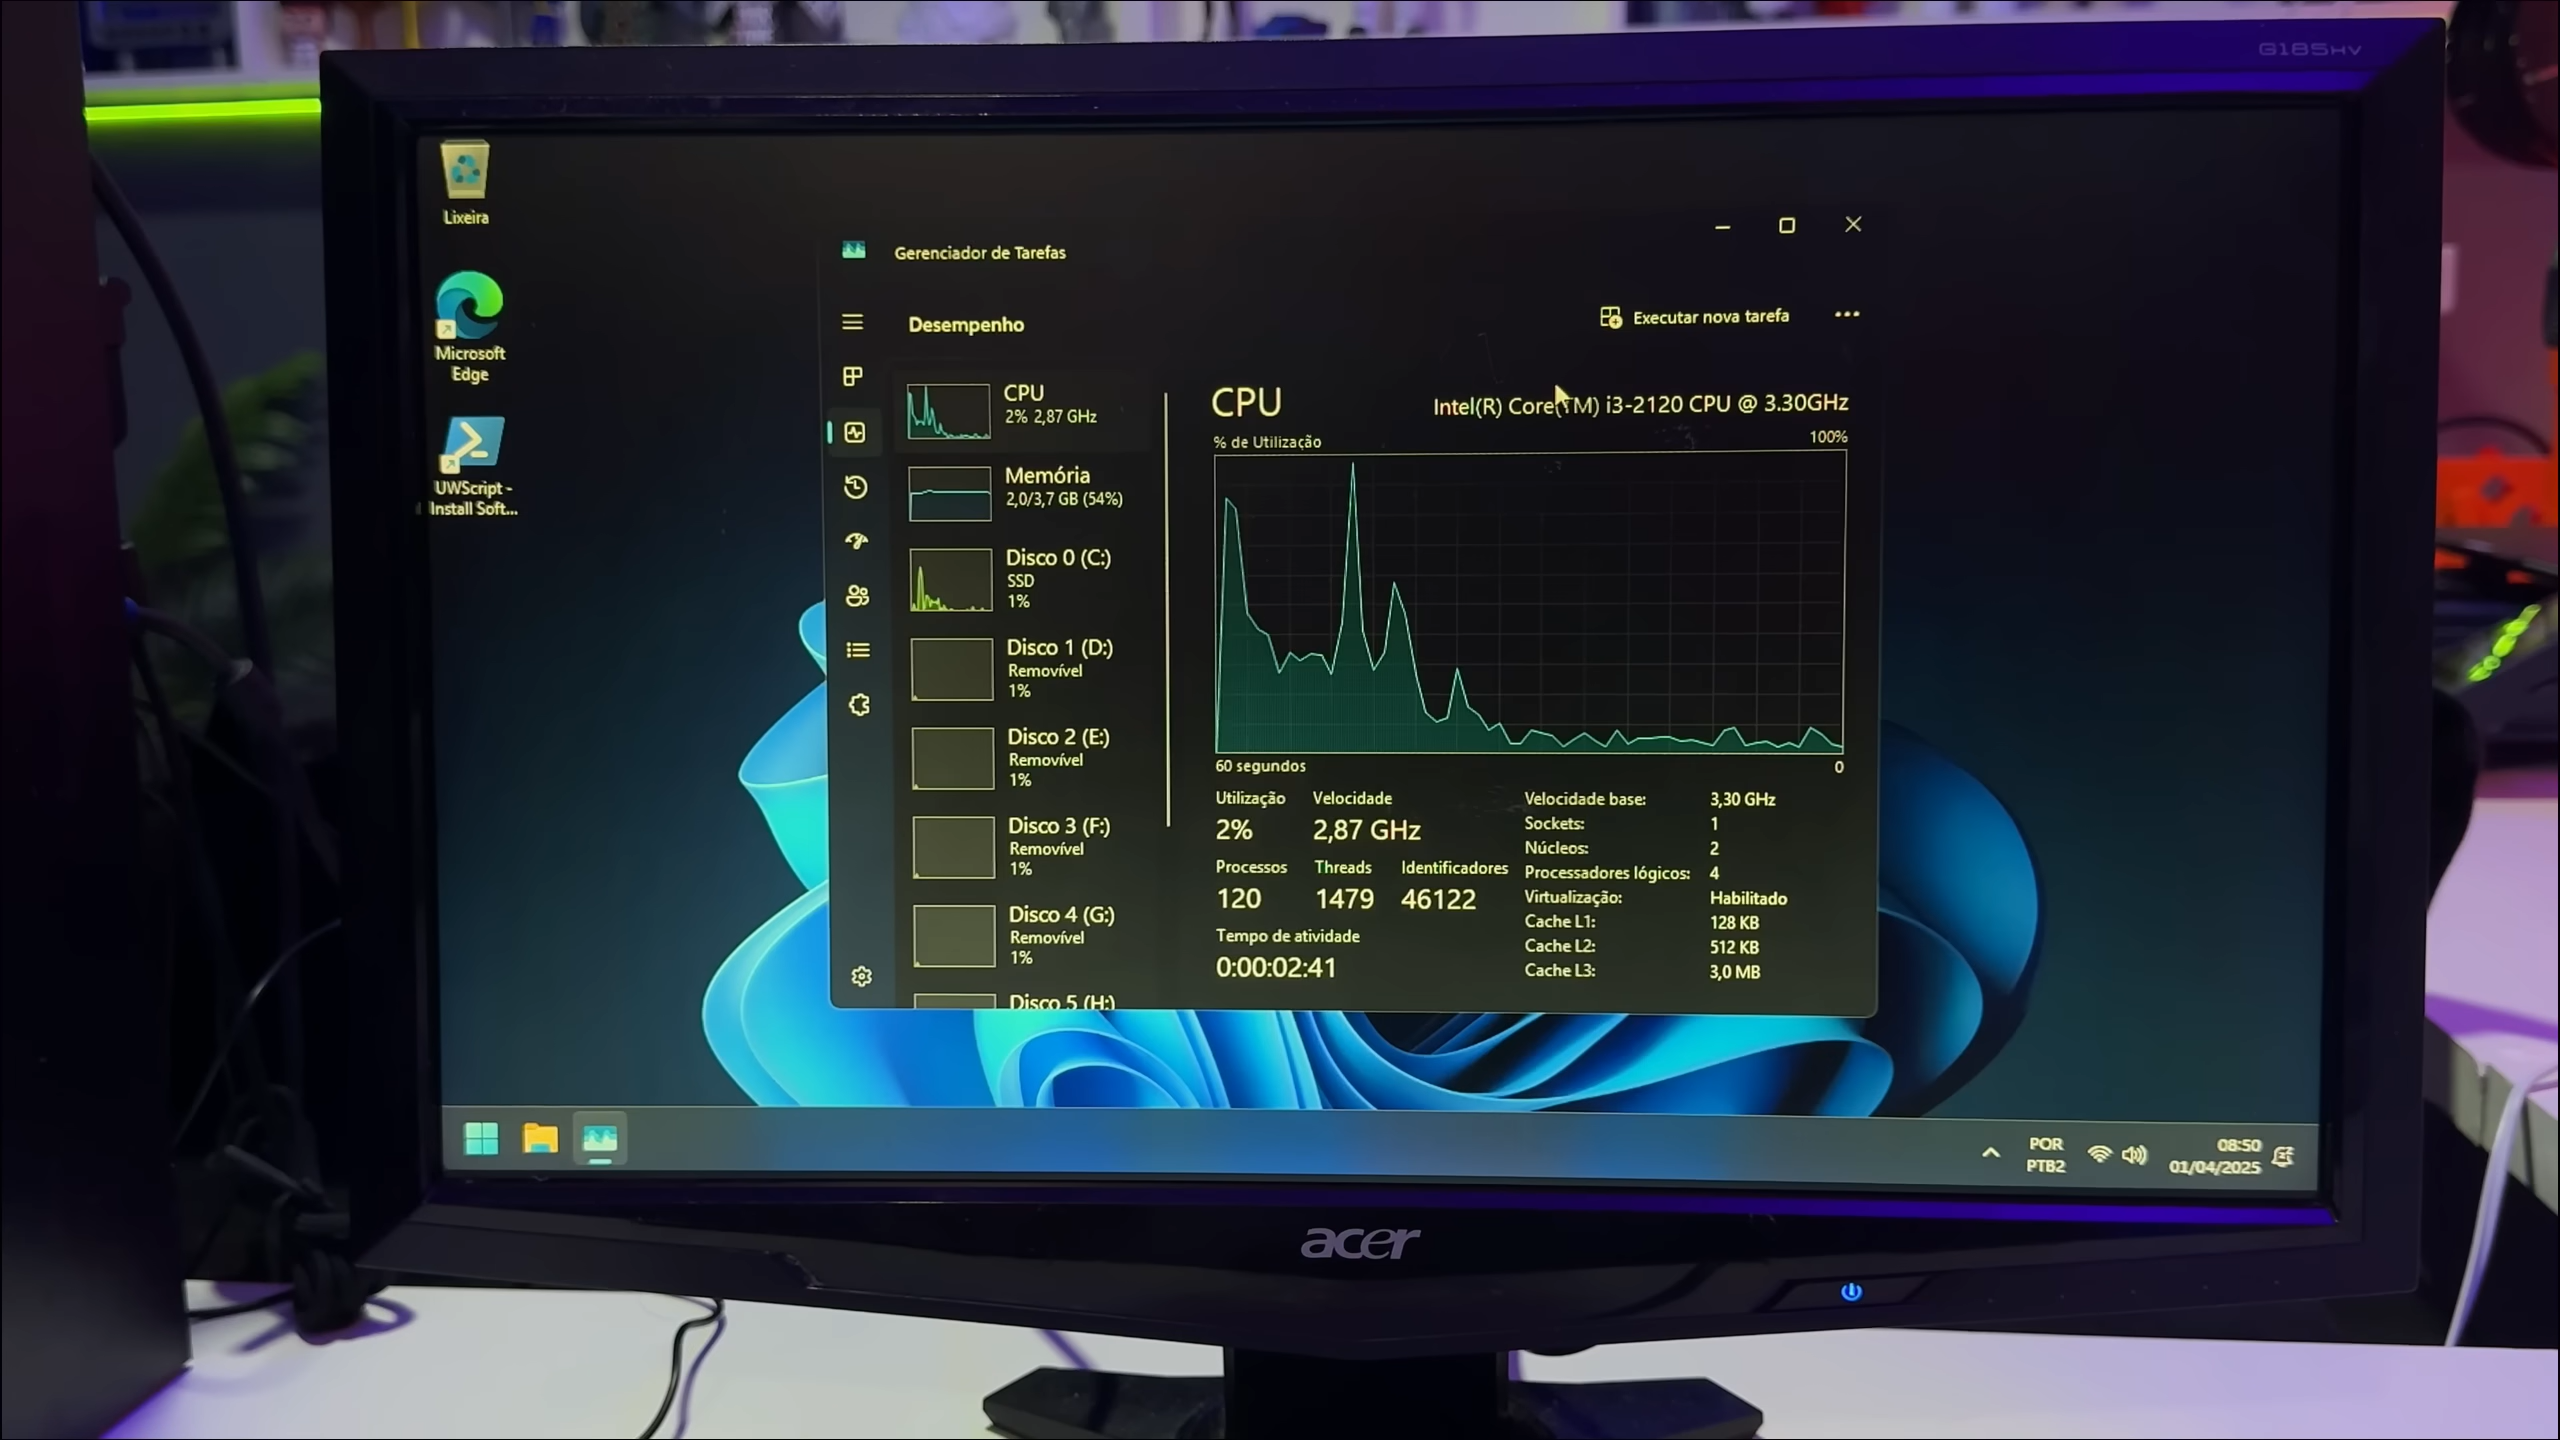 G185HV
Lixeira
Microsoft
Edge
UWScript -
Install Soft...
Gerenciador de Tarefas
Desempenho
Executar nova tarefa
CPU
2% 2,87 GHz
Memória
2,0/3,7 GB (54%)
Disco 0 (C:)
SSD
1%
Disco 1 (D:)
Removível
1%
Disco 2 (E:)
Removível
1%
Disco 3 (F:)
Removível
1%
Disco 4 (G:)
Removível
1%
Disco 5 (H:)
CPU
Intel(R) Core(TM) i3-2120 CPU @ 3.30GHz
% de Utilização
100%
60 segundos
0
Utilização
Velocidade
2%
2,87 GHz
Processos
Threads
Identificadores
120
1479
46122
Tempo de atividade
0:00:02:41
Velocidade base:
3,30 GHz
Sockets:
1
Núcleos:
2
Processadores lógicos:
4
Virtualização:
Habilitado
Cache L1:
128 KB
Cache L2:
512 KB
Cache L3:
3,0 MB
POR
PTB2
08:50
01/04/2025
acer